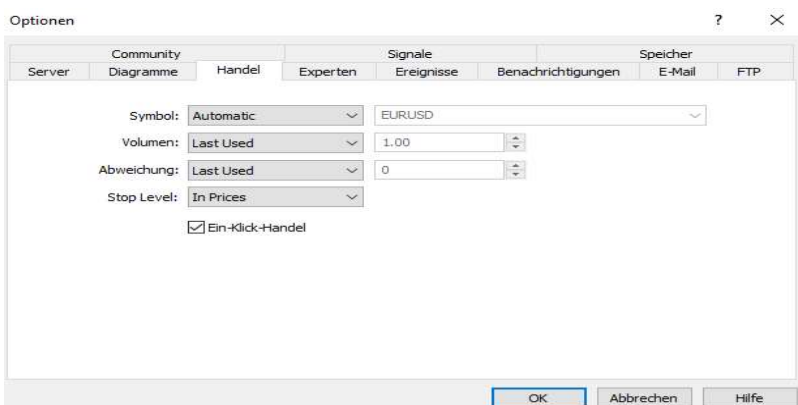 Optionen ?
Community Signale Speicher
Server Diagramme Handel Experten Ereignisse Benachrichtigungen E-Mail FTP
Symbol: Automatic EURUSD
Volumen: Last Used 1.00
Abweichung: Last Used 0
Stop Level: In Prices
Ein-Klick-Handel
OK Abbrechen Hilfe